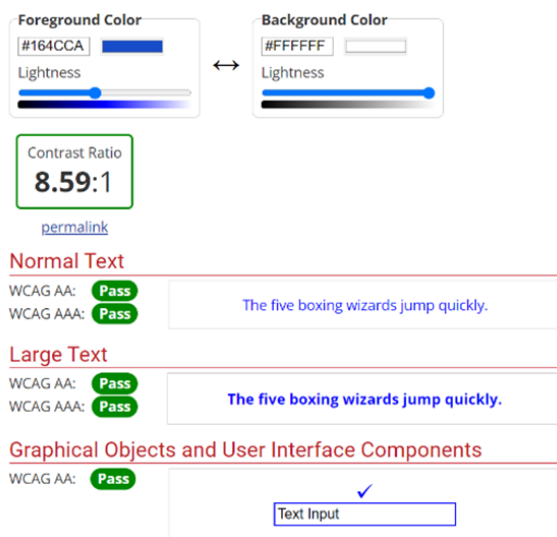 Foreground Color
#164CCA
Lightness
Background Color
#FFFFFF
Lightness
Contrast Ratio
8.59:1
permalink
Normal Text
WCAG AA: Pass
WCAG AAA: Pass
The five boxing wizards jump quickly.
Large Text
WCAG AA: Pass
WCAG AAA: Pass
The five boxing wizards jump quickly.
Graphical Objects and User Interface Components
WCAG AA: Pass
Text Input